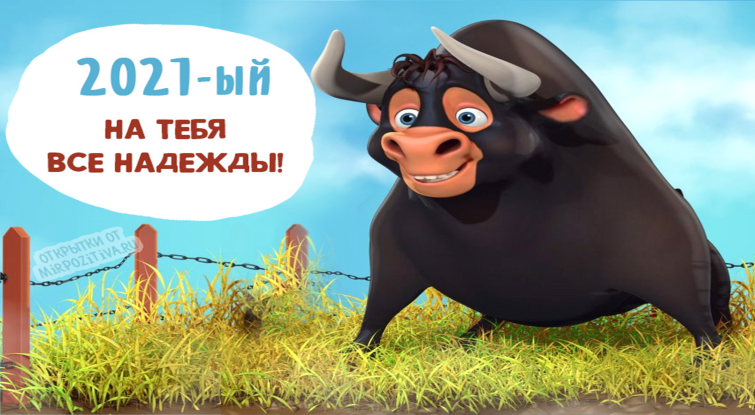 2021-ый
НА ТЕБЯ
ВСЕ НАДЕЖДЫ!
ОТКРЫТКИ ОТ
MIRPOZITIVA.RU